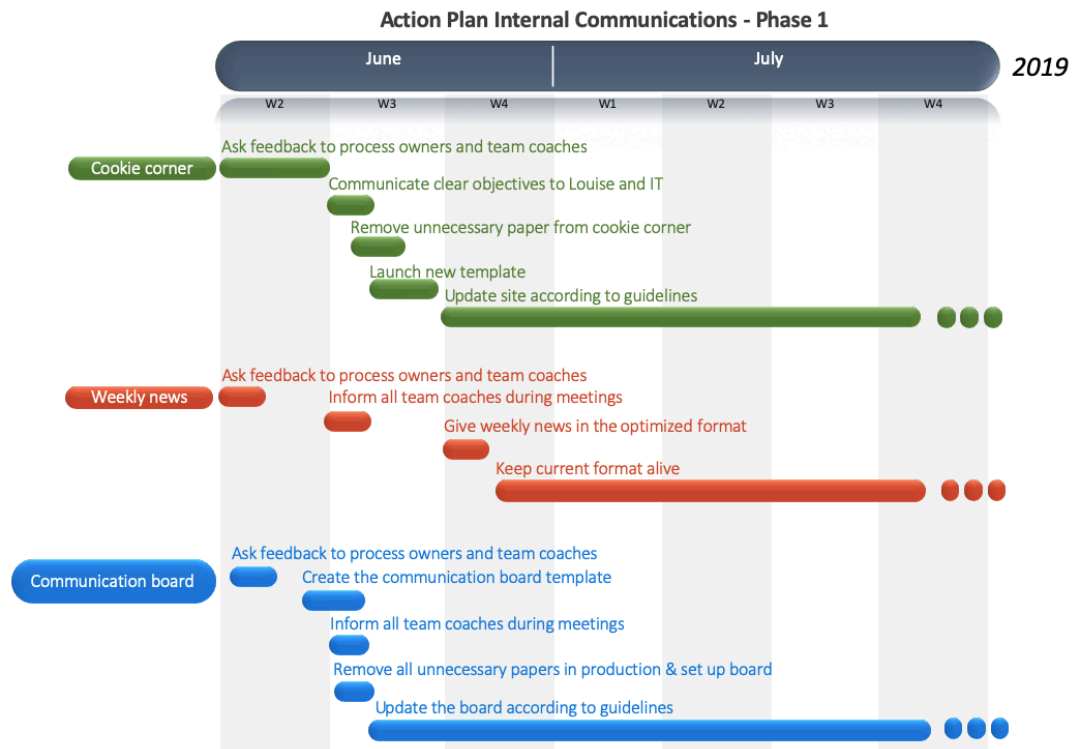 Action Plan Internal Communications - Phase 1
June July 2019
W2 W3 W4 W1 W2 W3 W4
Ask feedback to process owners and team coaches
Cookie corner
Communicate clear objectives to Louise and IT
Remove unnecessary paper from cookie corner
Launch new template
Update site according to guidelines
Ask feedback to process owners and team coaches
Weekly news
Inform all team coaches during meetings
Give weekly news in the optimized format
Keep current format alive
Ask feedback to process owners and team coaches
Communication board
Create the communication board template
Inform all team coaches during meetings
Remove all unnecessary papers in production & set up board
Update the board according to guidelines